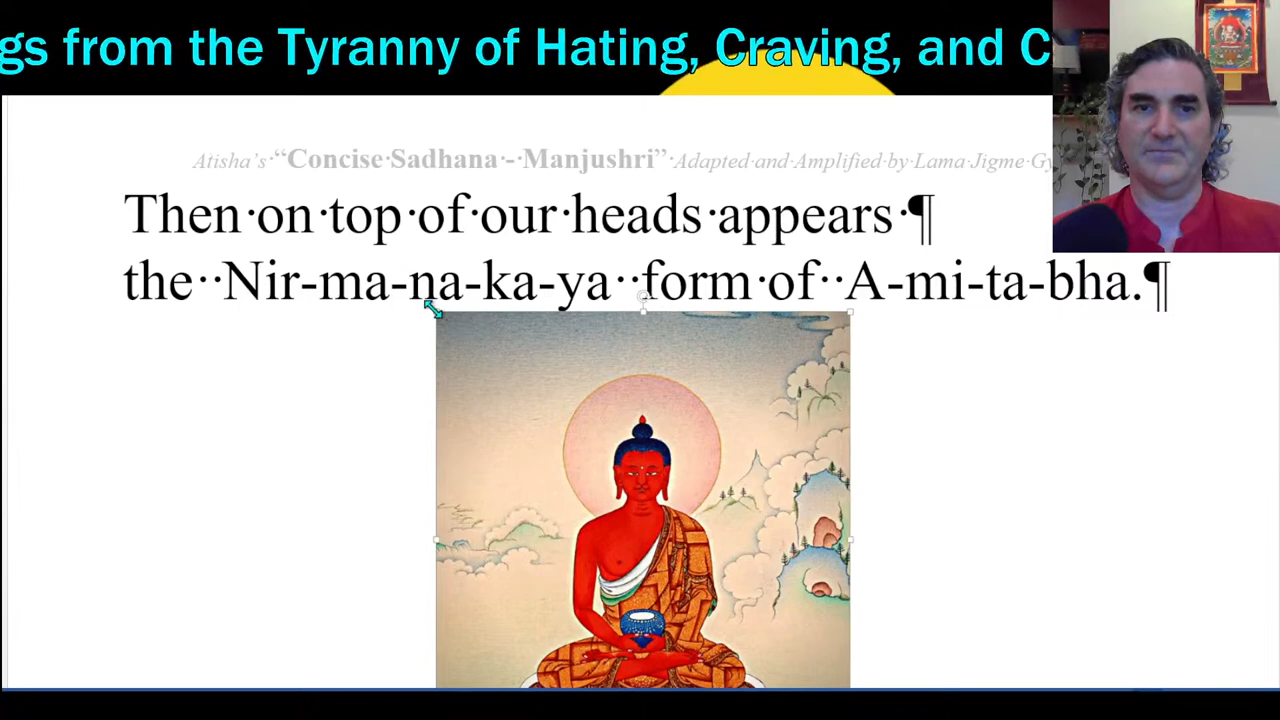 gs from the Tyranny of Hating, Craving, and C
Atisha's·“Concise·Sadhana·-·Manjushri”·Adapted·and·Amplified·by·Lama·Jigme·Gy
Then·on·top·of·our·heads·appears·¶
the··Nir-ma-na-ka-ya··form·of··A-mi-ta-bha.¶